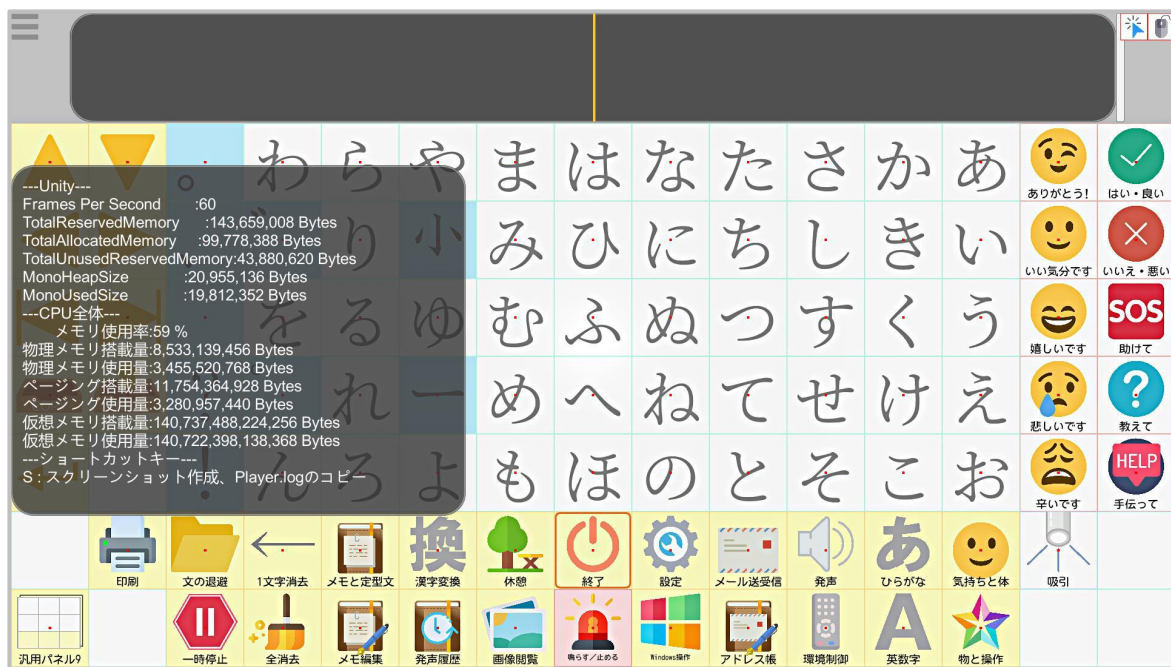 ---Unity---
Frames Per Second :60
TotalReservedMemory :143,659,008 Bytes
TotalAllocatedMemory :99,778,388 Bytes
TotalUnusedReservedMemory:43,880,620 Bytes
MonoHeapSize :20,955,136 Bytes
MonoUsedSize :19,812,352 Bytes
---CPU全体---
メモリ使用率:59 %
物理メモリ搭載量:8,533,139,456 Bytes
物理メモリ使用量:3,455,520,768 Bytes
ページング搭載量:11,754,364,928 Bytes
ページング使用量:3,280,957,440 Bytes
仮想メモリ搭載量:140,737,488,224,256 Bytes
仮想メモリ使用量:140,722,398,138,368 Bytes
---ショートカットキー---
S : スクリーンショット作成、Player.logのコピー
。 わ ら や ま は な た さ か あ
ありがとう! はい・良い
り 小 み ひ に ち し き い
いい気分です いいえ・悪い
を る ゆ む ふ ぬ つ す く う SOS
嬉しいです 助けて
れ ー め へ ね て せ け え ?
悲しいです 教えて
! ん ろ よ も ほ の と そ こ お HELP
辛いです 手伝って
換 あ
印刷 文の退避 1文字消去 メモと定型文 漢字変換 休憩 終了 設定 メール送受信 発声 ひらがな 気持ちと体 吸引
A
汎用パネル9 一時停止 全消去 メモ編集 発声履歴 画像閲覧 鳴らす/止める Windows操作 アドレス帳 環境制御 英数字 物と操作